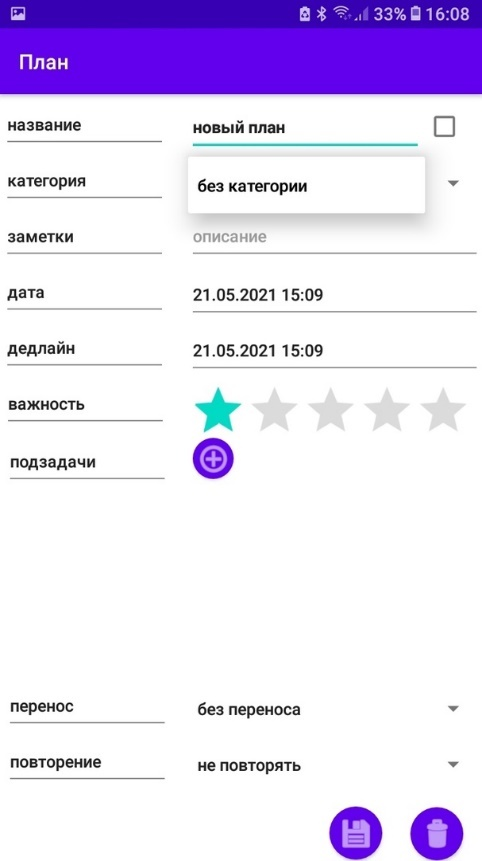 33% 16:08
План
название новый план
категория без категории
заметки описание
дата 21.05.2021 15:09
дедлайн 21.05.2021 15:09
важность
подзадачи
перенос без переноса
повторение не повторять